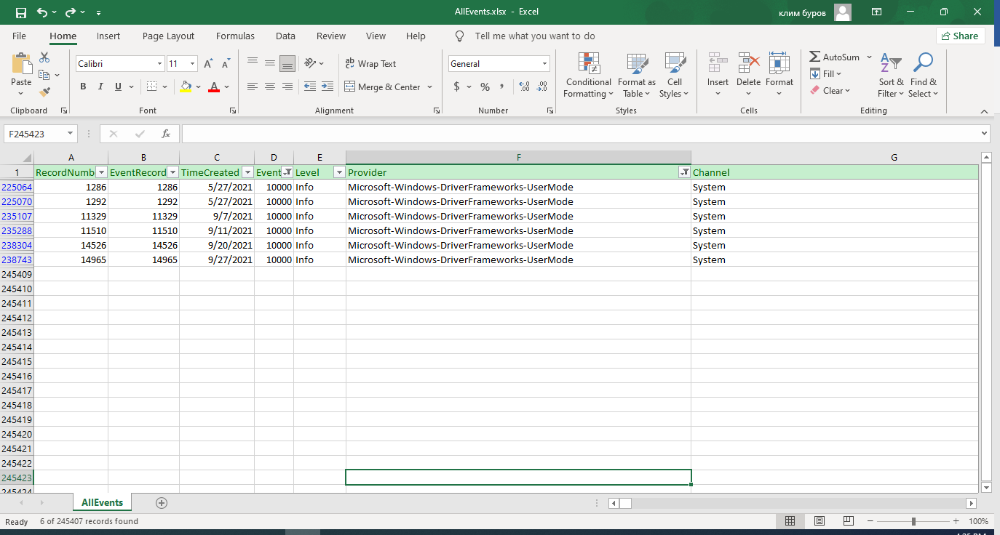 AllEvents.xlsx - Excel
клим буров
File Home Insert Page Layout Formulas Data Review View Help Tell me what you want to do Share
Calibri 11 Wrap Text General AutoSum
Paste Merge & Center Conditional Formatting Format as Table Cell Styles Insert Delete Format Fill Clear Sort & Filter Find & Select
Clipboard Font Alignment Number Styles Cells Editing
F245423 fx
A B C D E F G
1 RecordNumb EventRecord TimeCreated Event Level Provider Channel
225064 1286 1286 5/27/2021 10000 Info Microsoft-Windows-DriverFrameworks-UserMode System
225070 1292 1292 5/27/2021 10000 Info Microsoft-Windows-DriverFrameworks-UserMode System
235107 11329 11329 9/7/2021 10000 Info Microsoft-Windows-DriverFrameworks-UserMode System
235288 11510 11510 9/11/2021 10000 Info Microsoft-Windows-DriverFrameworks-UserMode System
238304 14526 14526 9/20/2021 10000 Info Microsoft-Windows-DriverFrameworks-UserMode System
238743 14965 14965 9/27/2021 10000 Info Microsoft-Windows-DriverFrameworks-UserMode System
245409
245410
245411
245412
245413
245414
245415
245416
245417
245418
245419
245420
245421
245422
245423
245424
AllEvents
Ready 6 of 245407 records found 100%